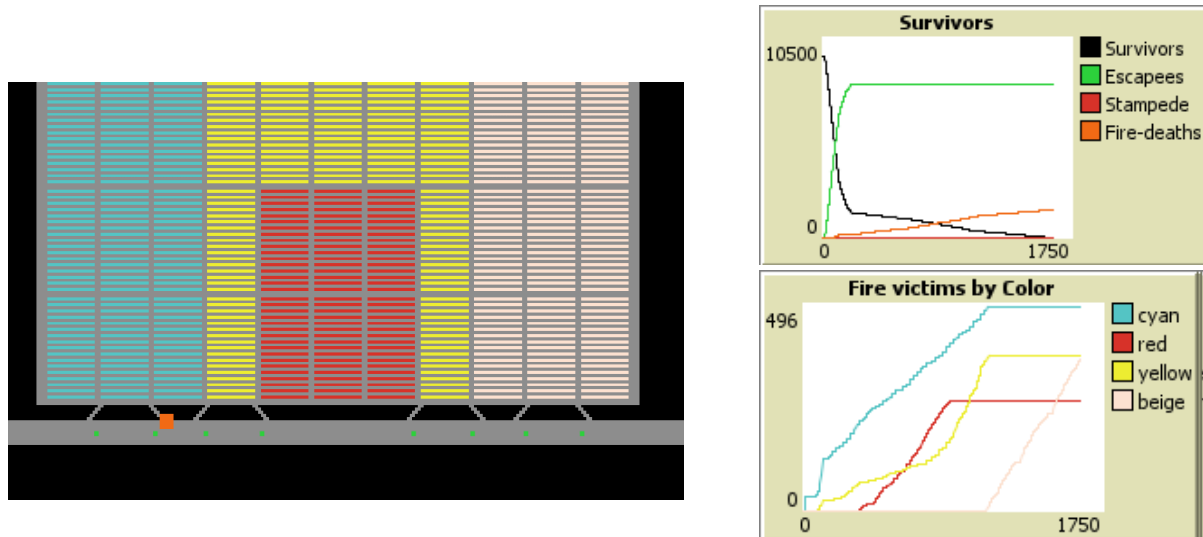 Survivors
10500
0
0
1750
Survivors
Escapees
Stampede
Fire-deaths
Fire victims by Color
496
0
0
1750
cyan
red
yellow
beige